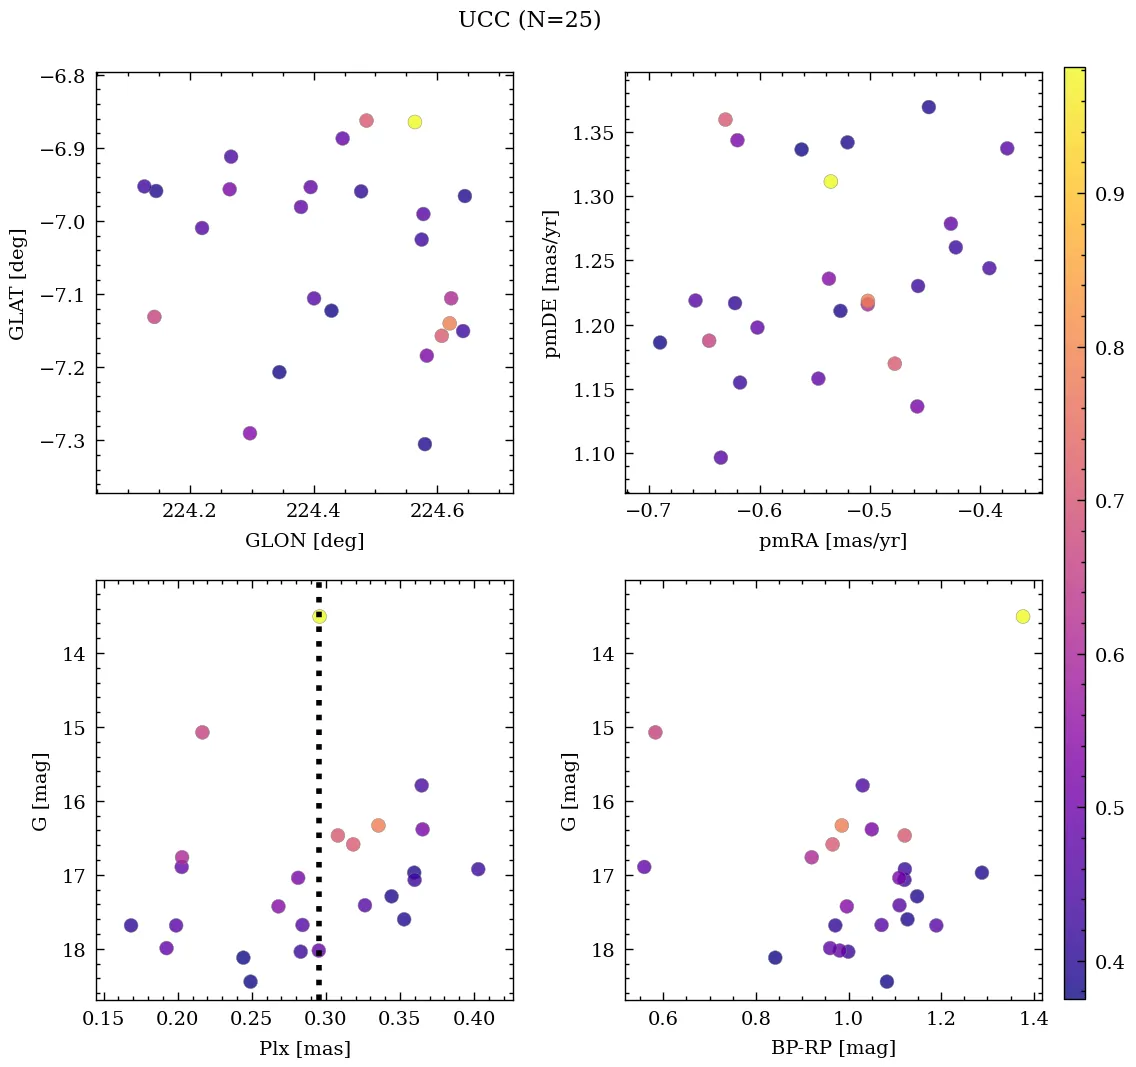 UCC (N=25)
−6.8
−6.9
−7.0
−7.1
−7.2
−7.3
GLAT [deg]
224.2 224.4 224.6
GLON [deg]
1.35
1.30
1.25
1.20
1.15
1.10
pmDE [mas/yr]
−0.7 −0.6 −0.5 −0.4
pmRA [mas/yr]
14
15
16
17
18
G [mag]
0.15 0.20 0.25 0.30 0.35 0.40
Plx [mas]
14
15
16
17
18
G [mag]
0.6 0.8 1.0 1.2 1.4
BP-RP [mag]
0.9
0.8
0.7
0.6
0.5
0.4